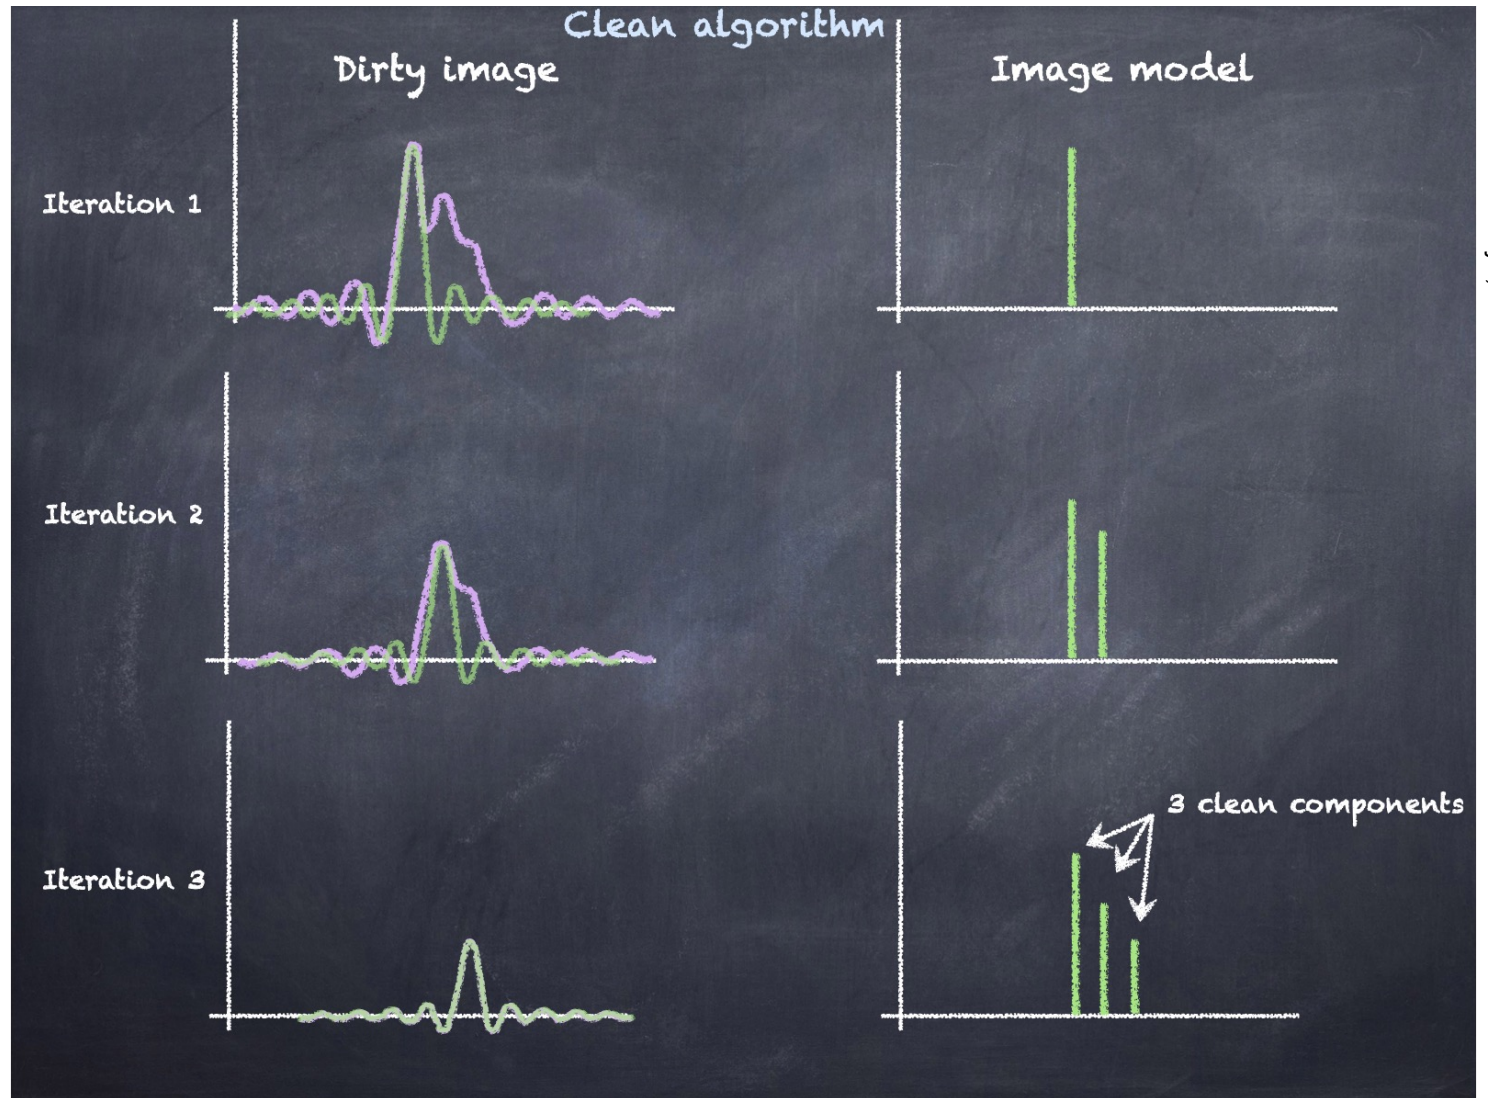 Clean algorithm
Dirty image
Image model
Iteration 1
Iteration 2
3 clean components
Iteration 3